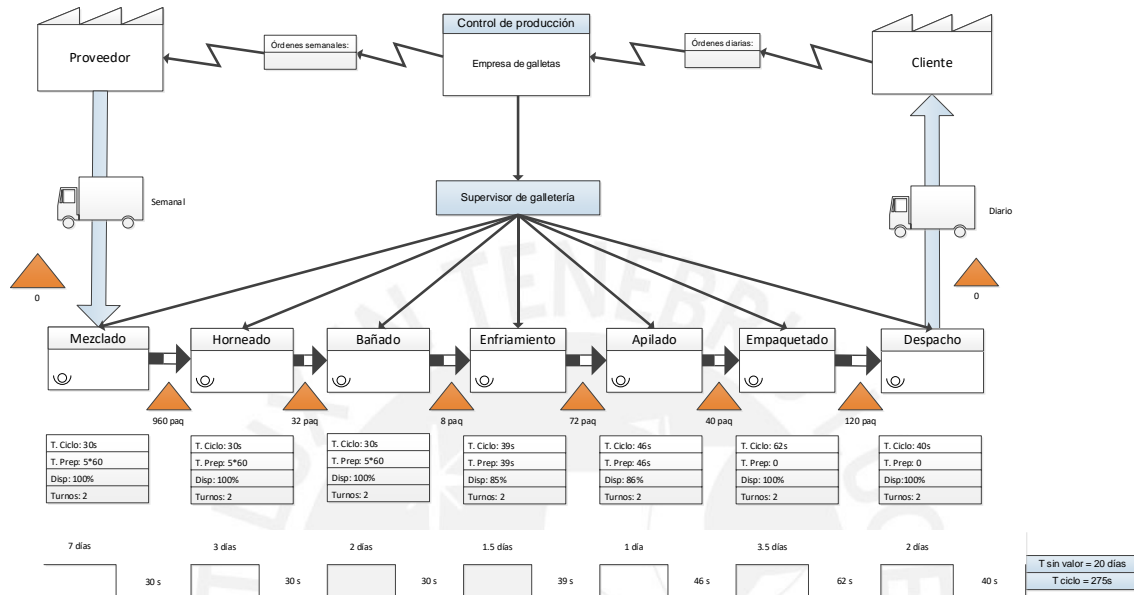 Control de producción
Empresa de galletas
Proveedor
Órdenes semanales:
Órdenes diarias:
Cliente
Supervisor de galletería
Semanal
Diario
0
0
Mezclado
Horneado
Bañado
Enfriamiento
Apilado
Empaquetado
Despacho
960 paq
32 paq
8 paq
72 paq
40 paq
120 paq
T. Ciclo: 30s
T. Prep: 5*60
Disp: 100%
Turnos: 2
T. Ciclo: 30s
T. Prep: 5*60
Disp: 100%
Turnos: 2
T. Ciclo: 30s
T. Prep: 5*60
Disp: 100%
Turnos: 2
T. Ciclo: 39s
T. Prep: 39s
Disp: 85%
Turnos: 2
T. Ciclo: 46s
T. Prep: 46s
Disp: 86%
Turnos: 2
T. Ciclo: 62s
T. Prep: 0
Disp: 100%
Turnos: 2
T. Ciclo: 40s
T. Prep: 0
Disp:100%
Turnos: 2
7 días
3 días
2 días
1.5 días
1 día
3.5 días
2 días
30 s
30 s
30 s
39 s
46 s
62 s
40 s
T sin valor = 20 días
T ciclo = 275s